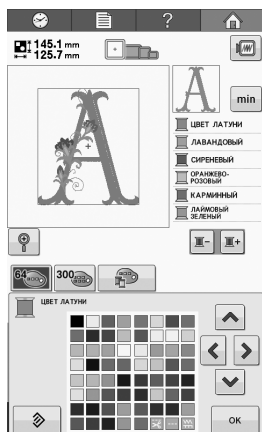 ?
145.1 mm
125.7 mm
A
A
min
ЦВЕТ ЛАТУНИ
ЛАВАНДОВЫЙ
СИРЕНЕВЫЙ
ОРАНЖЕВО-
РОЗОВЫЙ
КАРМИННЫЙ
ЛАЙМОВЫЙ
ЗЕЛЕНЫЙ
- +
64 300
ЦВЕТ ЛАТУНИ
OK